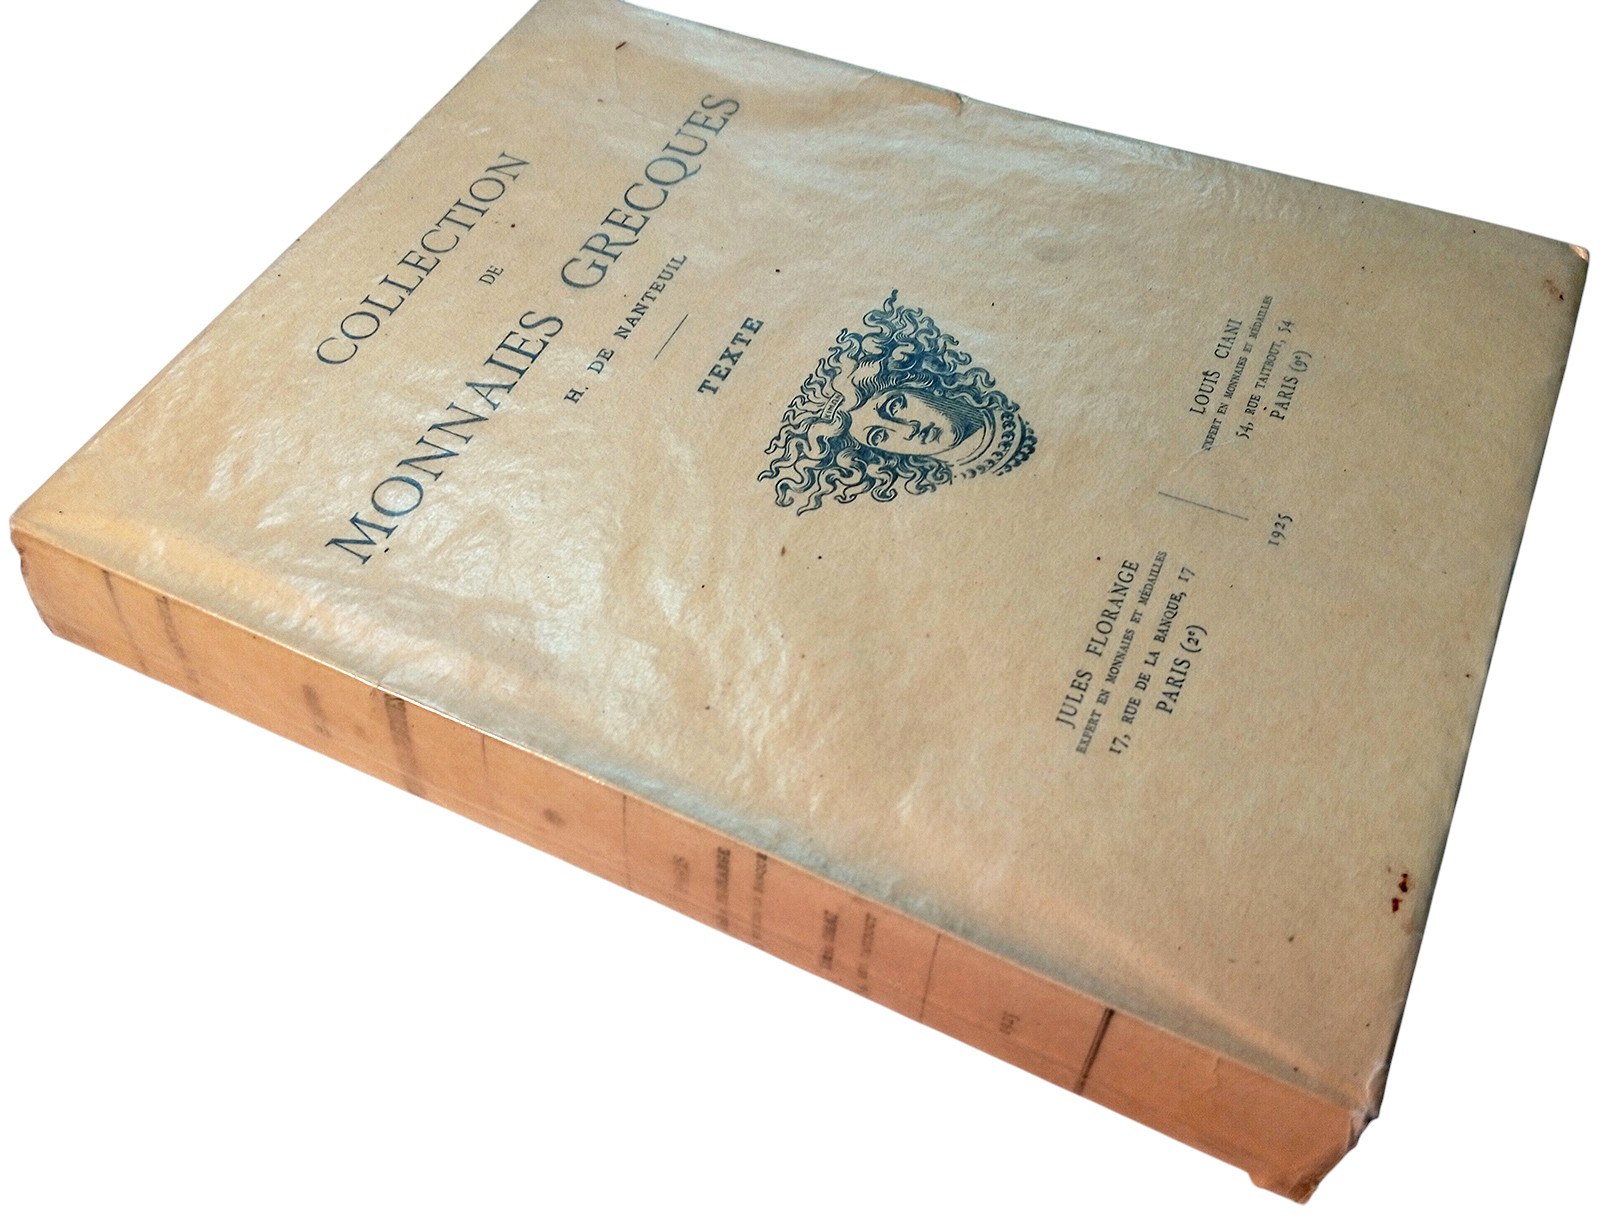 COLLECTION
DE
MONNAIES GRECQUES
H. DE NANTEUIL
TEXTE
JULES FLORANGE
EXPERT EN MONNAIES ET MÉDAILLES
17, RUE DE LA BANQUE, 17
PARIS (2e)
LOUIS CIANI
EXPERT EN MONNAIES ET MÉDAILLES
54, RUE TAITBOUT, 54
PARIS (9e)
1925
1925